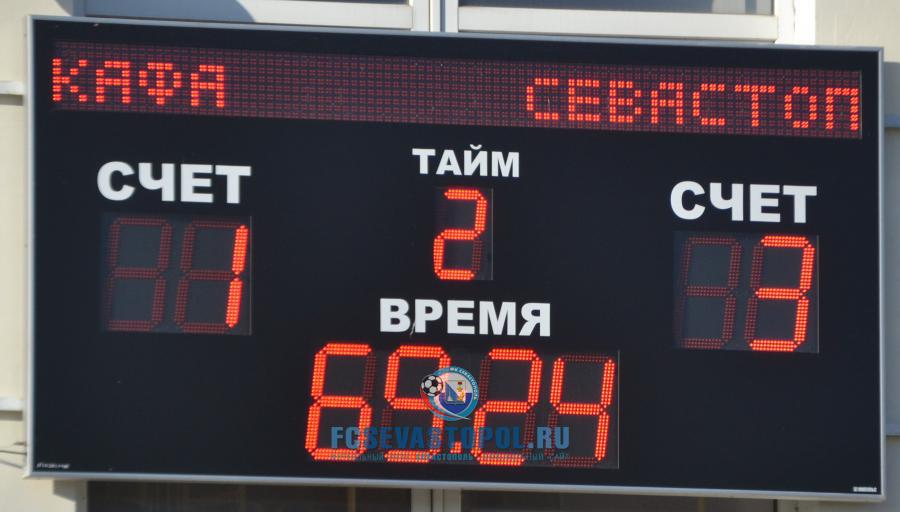 КАФА СЕВАСТОП
ТАЙМ
СЧЕТ 2 СЧЕТ
1 3
ВРЕМЯ
69.24
FCSEVASTOPOL.RU